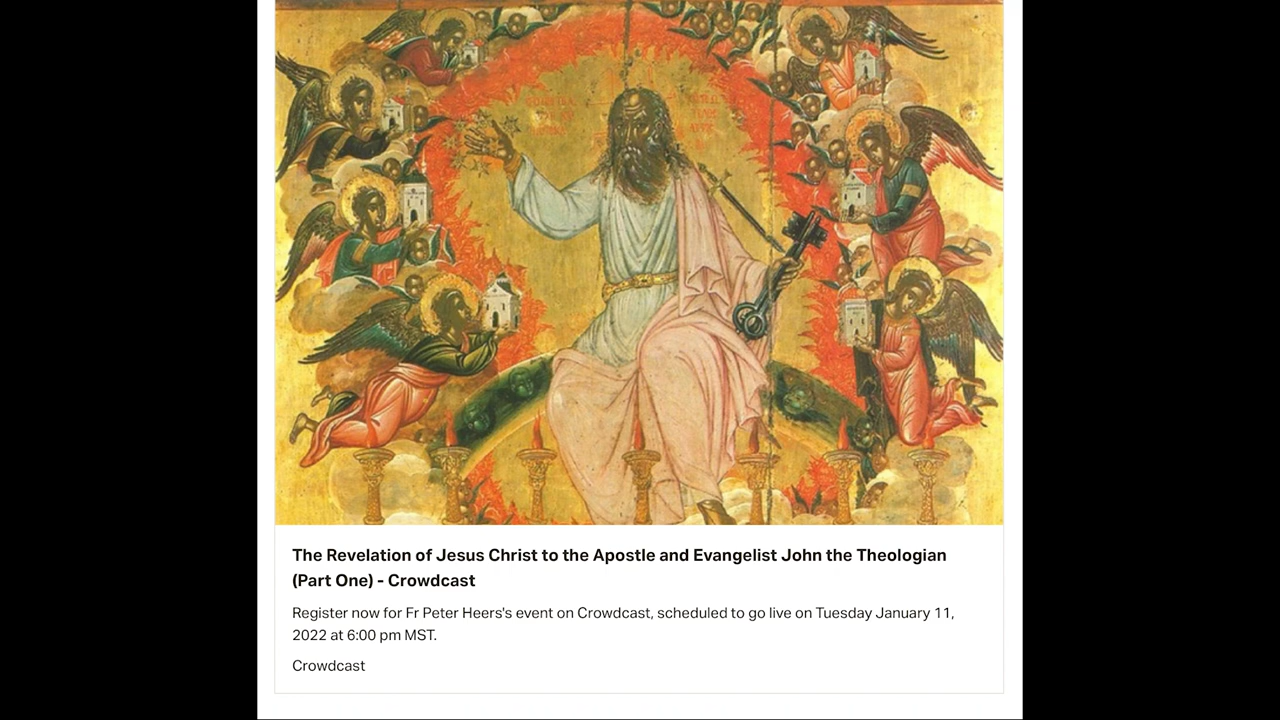 The Revelation of Jesus Christ to the Apostle and Evangelist John the Theologian
(Part One) - Crowdcast
Register now for Fr Peter Heers's event on Crowdcast, scheduled to go live on Tuesday January 11,
2022 at 6:00 pm MST.
Crowdcast